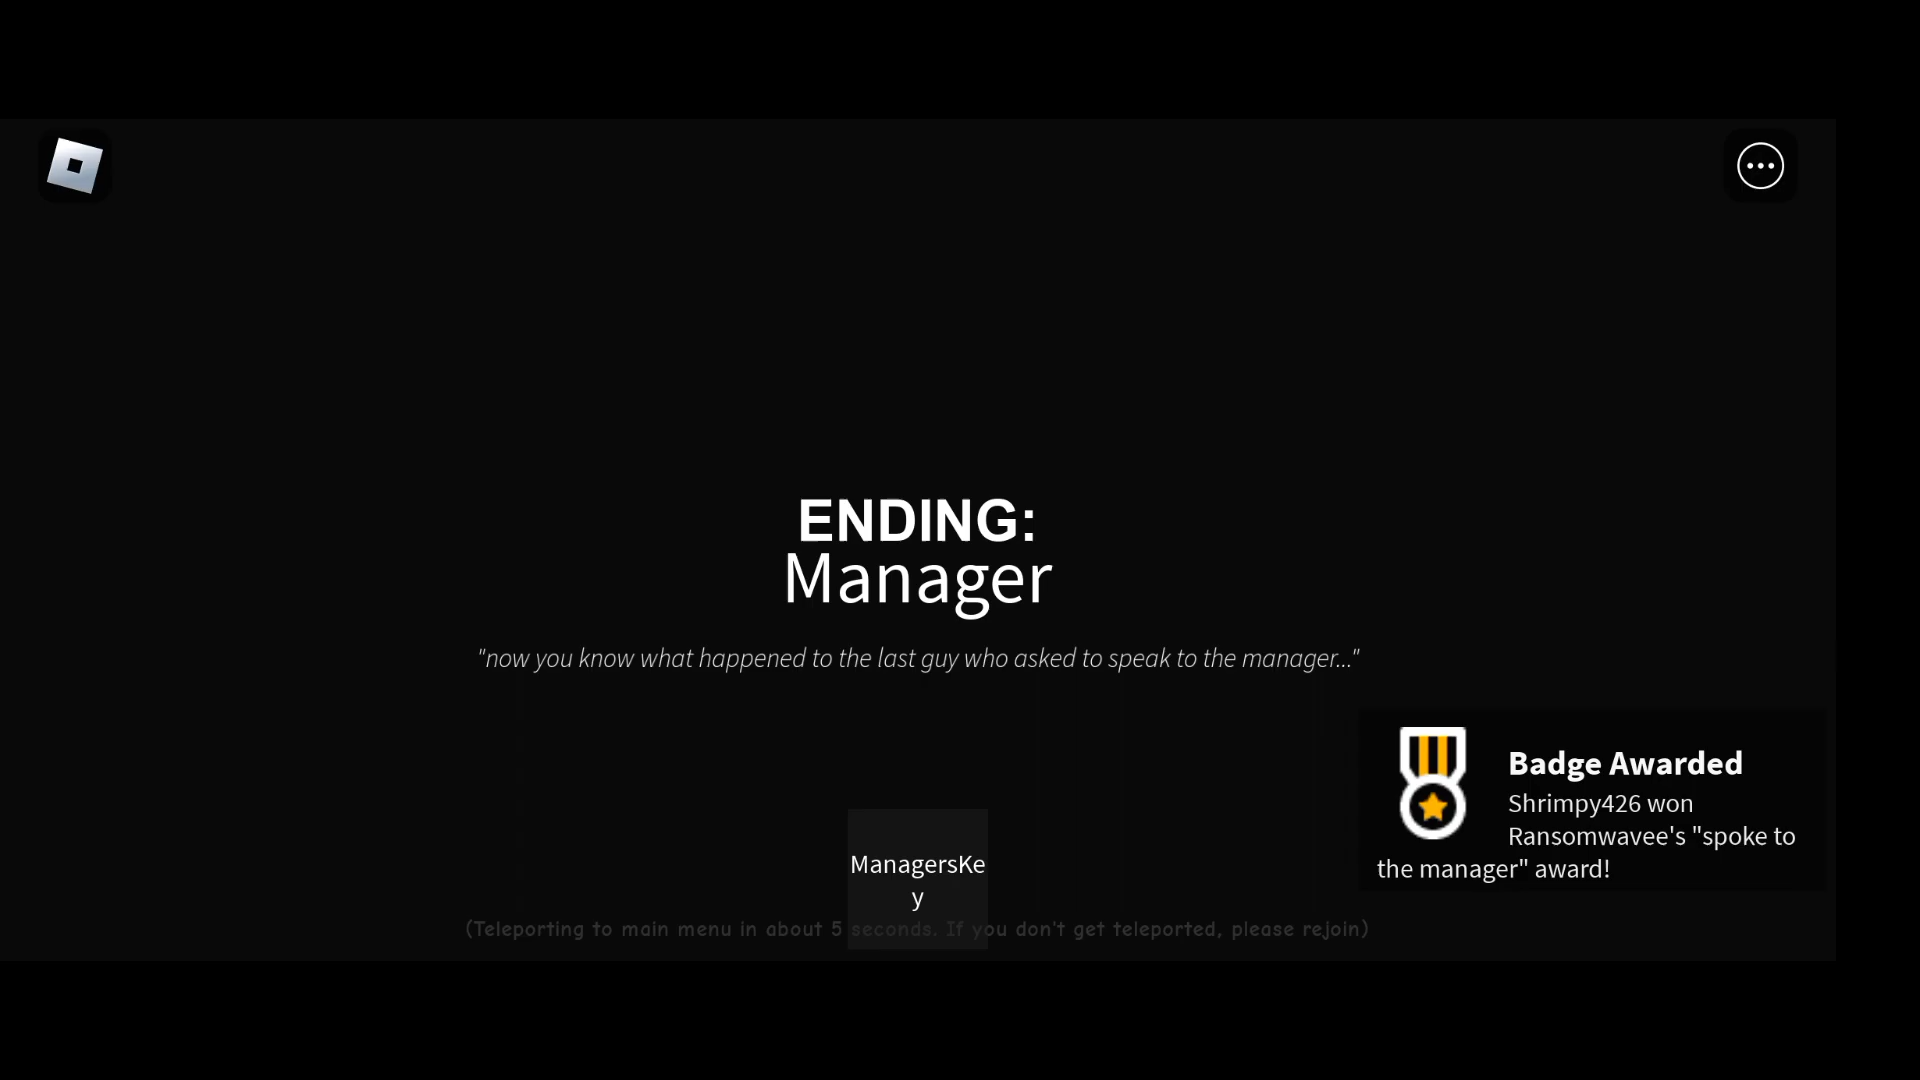 ENDING:
Manager
"now you know what happened to the last guy who asked to speak to the manager..."
Badge Awarded
Shrimpy426 won
Ransomwavee's "spoke to
the manager" award!
ManagersKe
y
(Teleporting to main menu in about 5 seconds. If you don't get teleported, please rejoin)